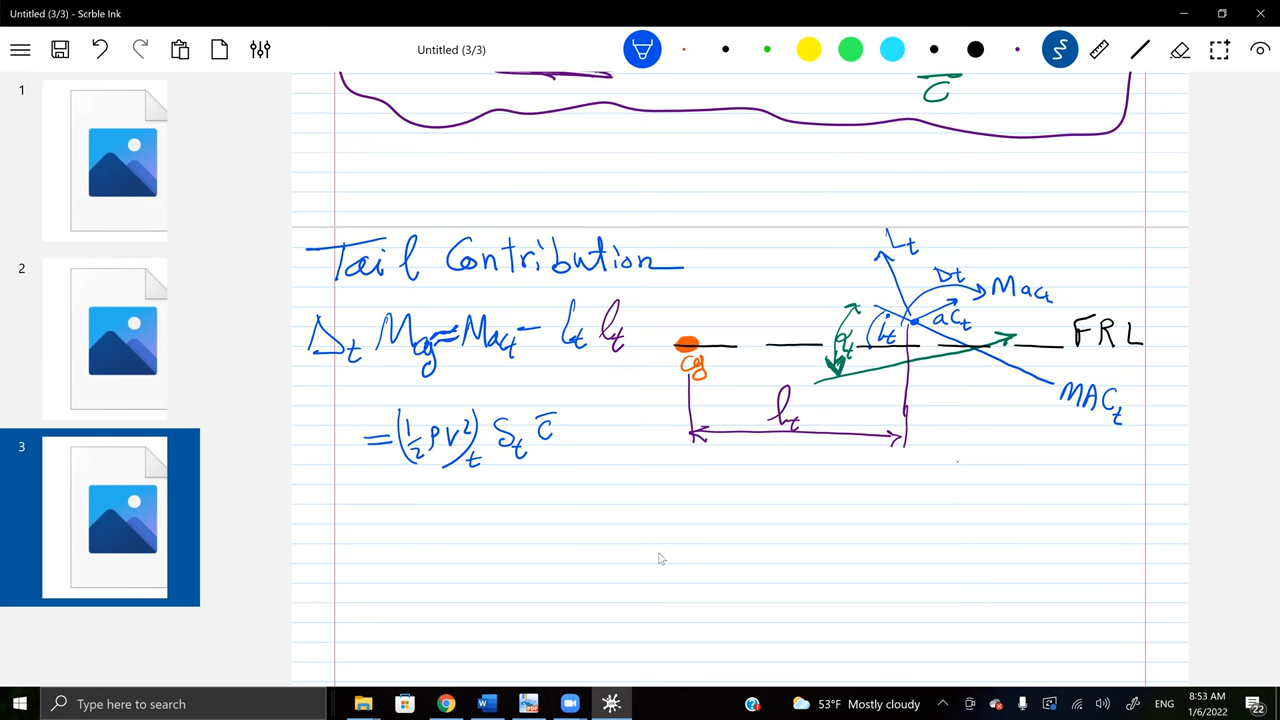 Untitled (3/3) - Scrble Ink
Untitled (3/3)
1
2
3
C̅
Tail Contribution
Δt Mcg = Mact - Lt lt
= (½ρV²)t St c̅
Lt
Dt
Mact
act
it
αt
FRL
cg
MACt
lt
Type here to search
53°F Mostly cloudy
ENG
8:53 AM
1/6/2022
22